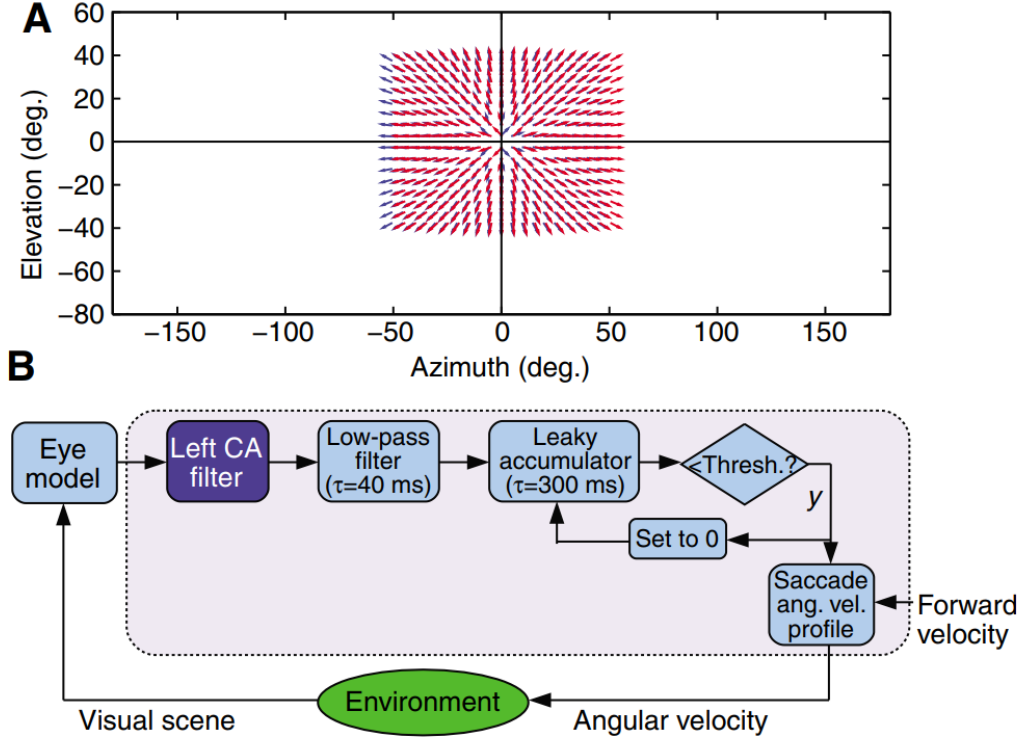 A
60
40
20
0
−20
−40
−60
−80
Elevation (deg.)
−150
−100
−50
0
50
100
150
Azimuth (deg.)
B
Eye
model
Left CA
filter
Low-pass
filter
(τ=40 ms)
Leaky
accumulator
(τ=300 ms)
<Thresh.?
y
Set to 0
Saccade
ang. vel.
profile
Forward
velocity
Environment
Visual scene
Angular velocity